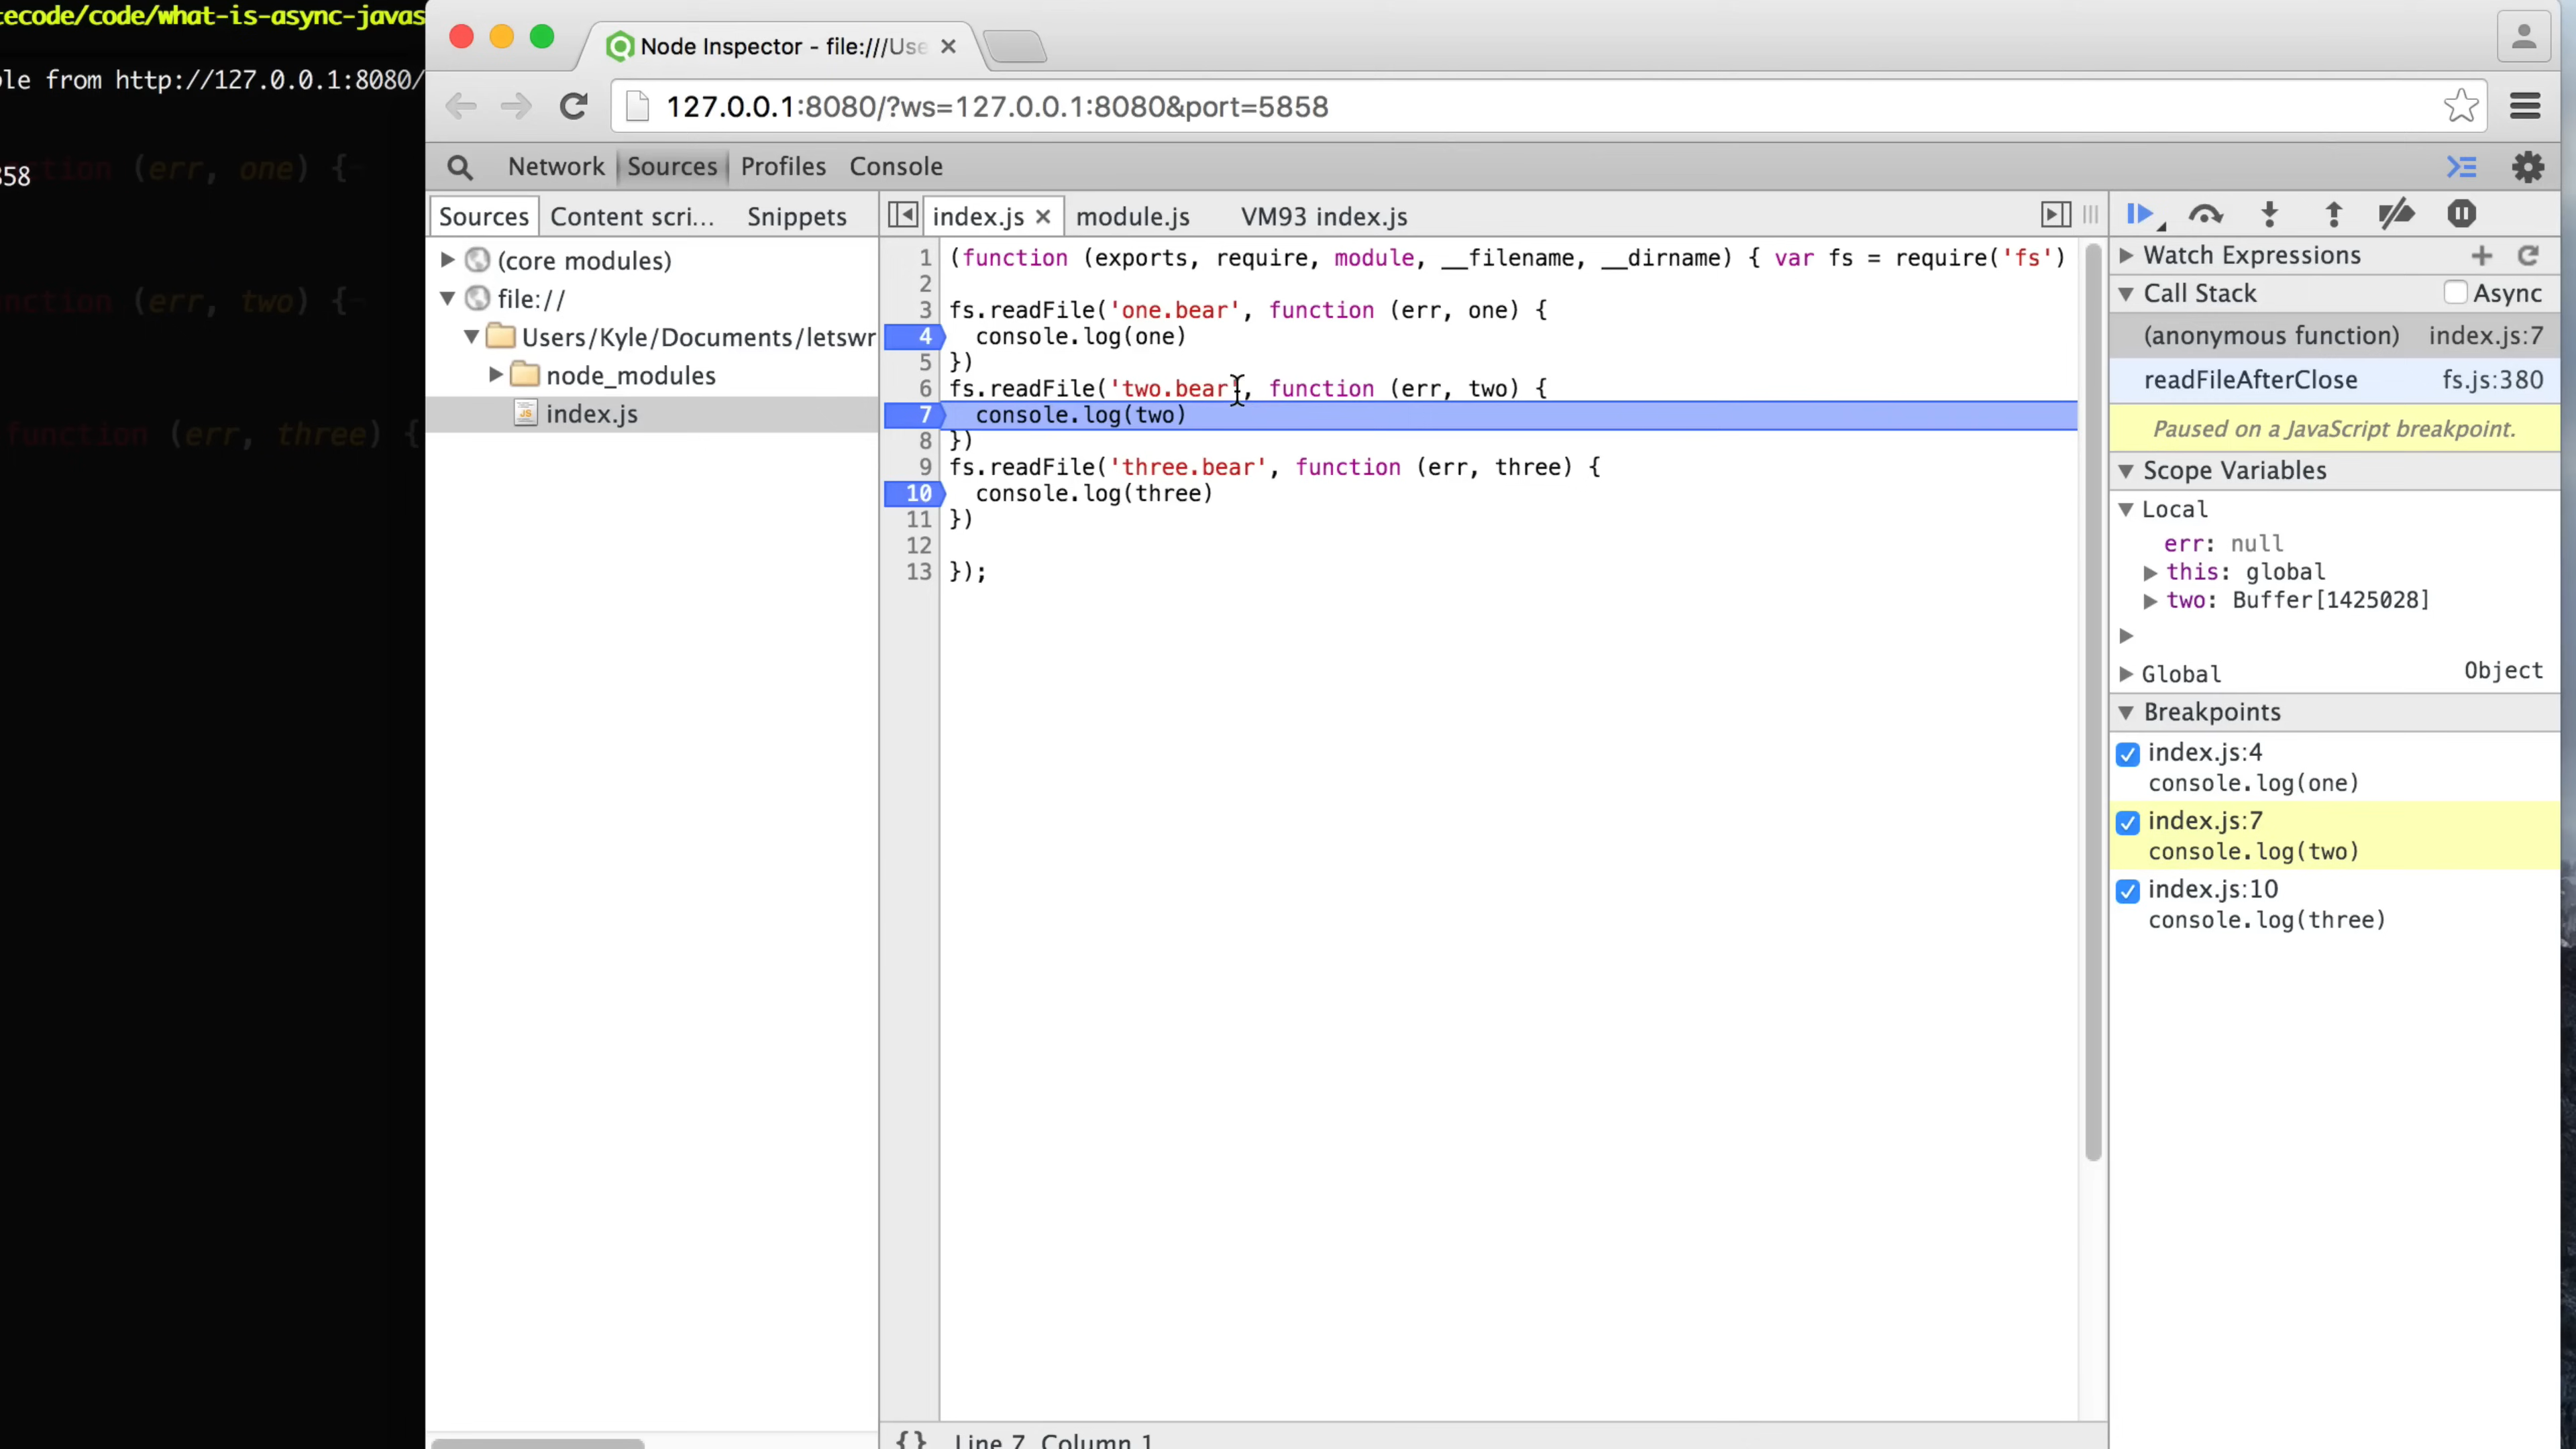 tecode/code/what-is-async-javas
ole from http://127.0.0.1:8080/
858
nction (err, one) {
nction (err, two) {
function (err, three) {
Node Inspector - file:///Use
127.0.0.1:8080/?ws=127.0.0.1:8080&port=5858
Network Sources Profiles Console
Sources Content scri... Snippets
(core modules)
file://
Users/Kyle/Documents/letswr
node_modules
index.js
index.js module.js VM93 index.js
1 (function (exports, require, module, __filename, __dirname) { var fs = require('fs')
2
3 fs.readFile('one.bear', function (err, one) {
4 console.log(one)
5 })
6 fs.readFile('two.bear', function (err, two) {
7 console.log(two)
8 })
9 fs.readFile('three.bear', function (err, three) {
10 console.log(three)
11 })
12
13 });
{} Line 7, Column 1
Watch Expressions
Call Stack Async
(anonymous function) index.js:7
readFileAfterClose fs.js:380
Paused on a JavaScript breakpoint.
Scope Variables
Local
err: null
this: global
two: Buffer[1425028]
Global Object
Breakpoints
index.js:4
console.log(one)
index.js:7
console.log(two)
index.js:10
console.log(three)